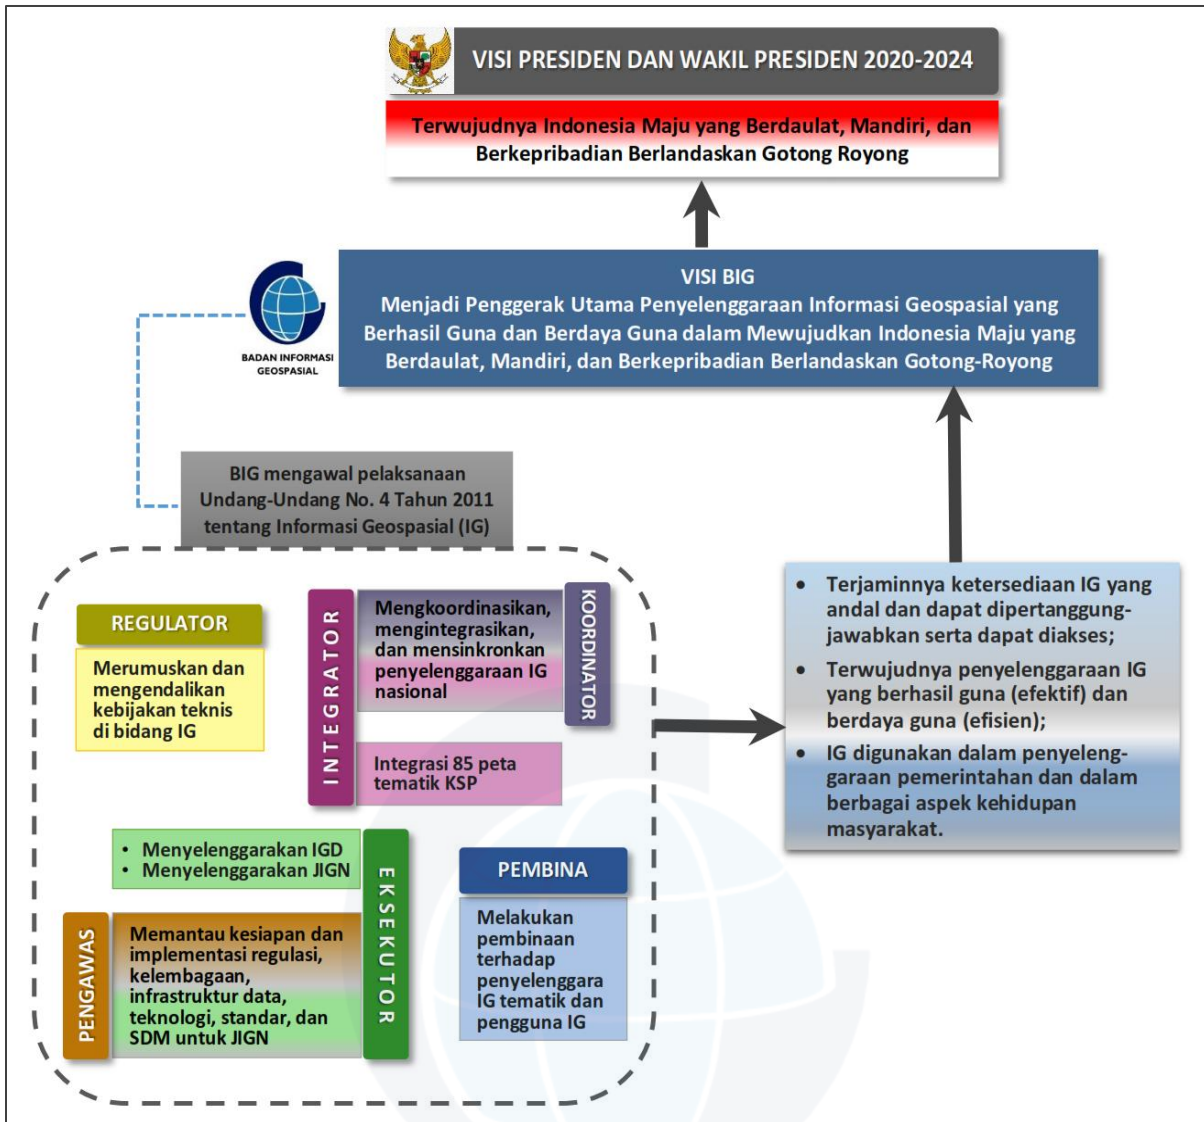 VISI PRESIDEN DAN WAKIL PRESIDEN 2020-2024
Terwujudnya Indonesia Maju yang Berdaulat, Mandiri, dan
Berkepribadian Berlandaskan Gotong Royong
VISI BIG
Menjadi Penggerak Utama Penyelenggaraan Informasi Geospasial yang
Berhasil Guna dan Berdaya Guna dalam Mewujudkan Indonesia Maju yang
Berdaulat, Mandiri, dan Berkepribadian Berlandaskan Gotong-Royong
BADAN INFORMASI
GEOSPASIAL
BIG mengawal pelaksanaan
Undang-Undang No. 4 Tahun 2011
tentang Informasi Geospasial (IG)
REGULATOR
Merumuskan dan
mengendalikan
kebijakan teknis
di bidang IG
INTEGRATOR
Mengkoordinasikan,
mengintegrasikan,
dan mensinkronkan
penyelenggaraan IG
nasional
KOORDINATOR
Integrasi 85 peta
tematik KSP
• Menyelenggarakan IGD
• Menyelenggarakan JIGN
EKSEKUTOR
PENGAWAS
Memantau kesiapan dan
implementasi regulasi,
kelembagaan,
infrastruktur data,
teknologi, standar, dan
SDM untuk JIGN
PEMBINA
Melakukan
pembinaan
terhadap
penyelenggara
IG tematik dan
pengguna IG
• Terjaminnya ketersediaan IG yang
andal dan dapat dipertanggung-
jawabkan serta dapat diakses;
• Terwujudnya penyelenggaraan IG
yang berhasil guna (efektif) dan
berdaya guna (efisien);
• IG digunakan dalam penyeleng-
garaan pemerintahan dan dalam
berbagai aspek kehidupan
masyarakat.